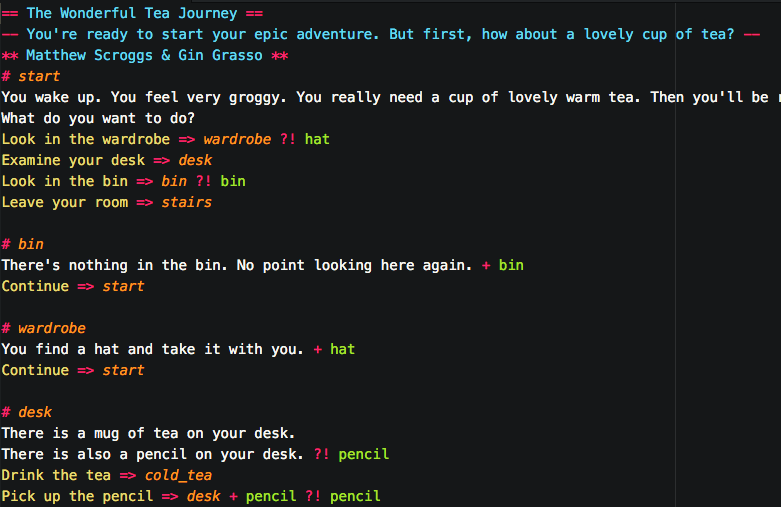 == The Wonderful Tea Journey ==
-- You're ready to start your epic adventure. But first, how about a lovely cup of tea? --
** Matthew Scroggs & Gin Grasso **
# start
You wake up. You feel very groggy. You really need a cup of lovely warm tea. Then you'll be
What do you want to do?
Look in the wardrobe => wardrobe ?! hat
Examine your desk => desk
Look in the bin => bin ?! bin
Leave your room => stairs
# bin
There's nothing in the bin. No point looking here again. + bin
Continue => start
# wardrobe
You find a hat and take it with you. + hat
Continue => start
# desk
There is a mug of tea on your desk.
There is also a pencil on your desk. ?! pencil
Drink the tea => cold_tea
Pick up the pencil => desk + pencil ?! pencil